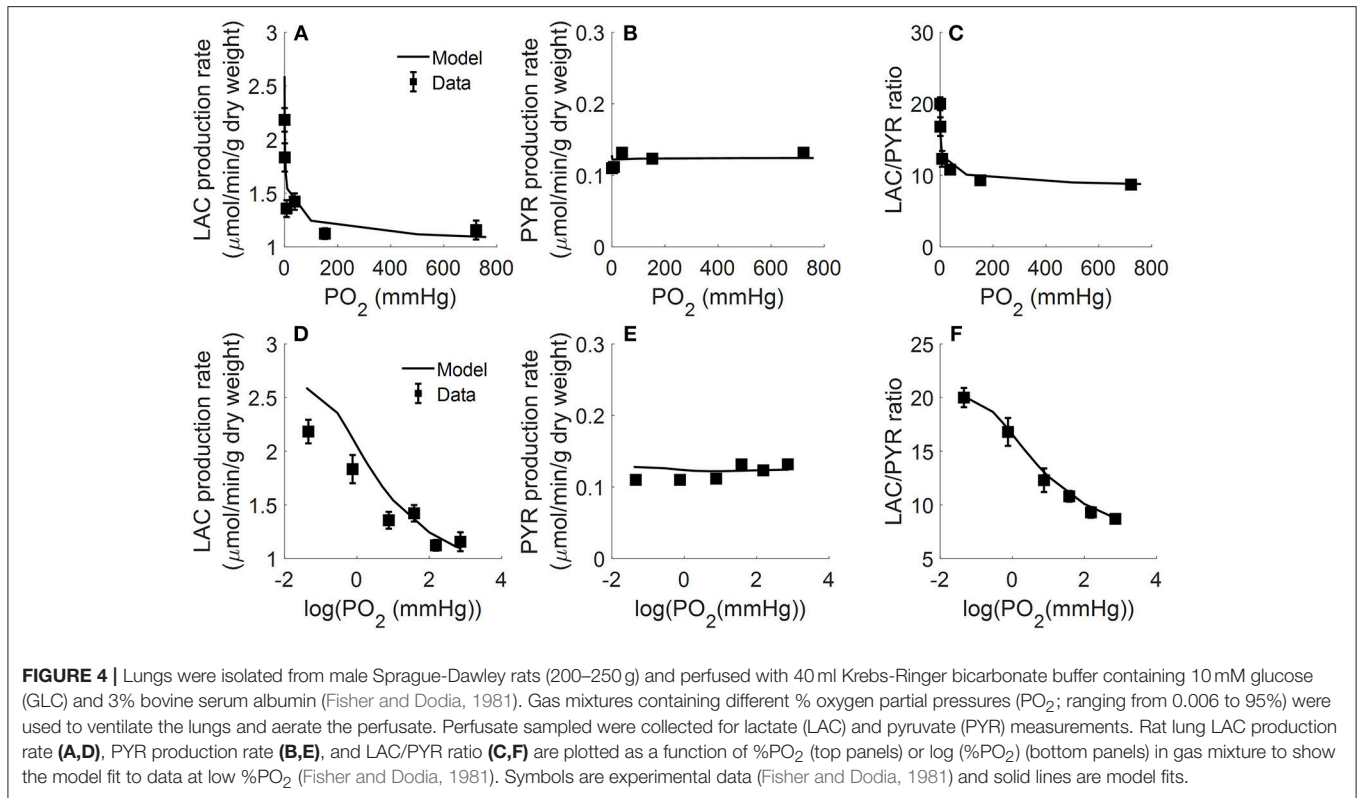 A
3
2.5
2
1.5
1
LAC production rate
(μmol/min/g dry weight)
Model
Data
0 200 400 600 800
PO2 (mmHg)
B
0.3
0.2
0.1
0
PYR production rate
(μmol/min/g dry weight)
0 200 400 600 800
PO2 (mmHg)
C
30
20
10
0
LAC/PYR ratio
0 200 400 600 800
PO2 (mmHg)
D
3
2.5
2
1.5
1
LAC production rate
(μmol/min/g dry weight)
Model
Data
-2 0 2 4
log(PO2 (mmHg))
E
0.3
0.2
0.1
0
PYR production rate
(μmol/min/g dry weight)
-2 0 2 4
log(PO2 (mmHg))
F
25
20
15
10
5
LAC/PYR ratio
-2 0 2 4
log(PO2 (mmHg))
FIGURE 4 | Lungs were isolated from male Sprague-Dawley rats (200–250 g) and perfused with 40 ml Krebs-Ringer bicarbonate buffer containing 10 mM glucose
(GLC) and 3% bovine serum albumin (Fisher and Dodia, 1981). Gas mixtures containing different % oxygen partial pressures (PO2; ranging from 0.006 to 95%) were
used to ventilate the lungs and aerate the perfusate. Perfusate sampled were collected for lactate (LAC) and pyruvate (PYR) measurements. Rat lung LAC production
rate (A,D), PYR production rate (B,E), and LAC/PYR ratio (C,F) are plotted as a function of %PO2 (top panels) or log (%PO2) (bottom panels) in gas mixture to show
the model fit to data at low %PO2 (Fisher and Dodia, 1981). Symbols are experimental data (Fisher and Dodia, 1981) and solid lines are model fits.